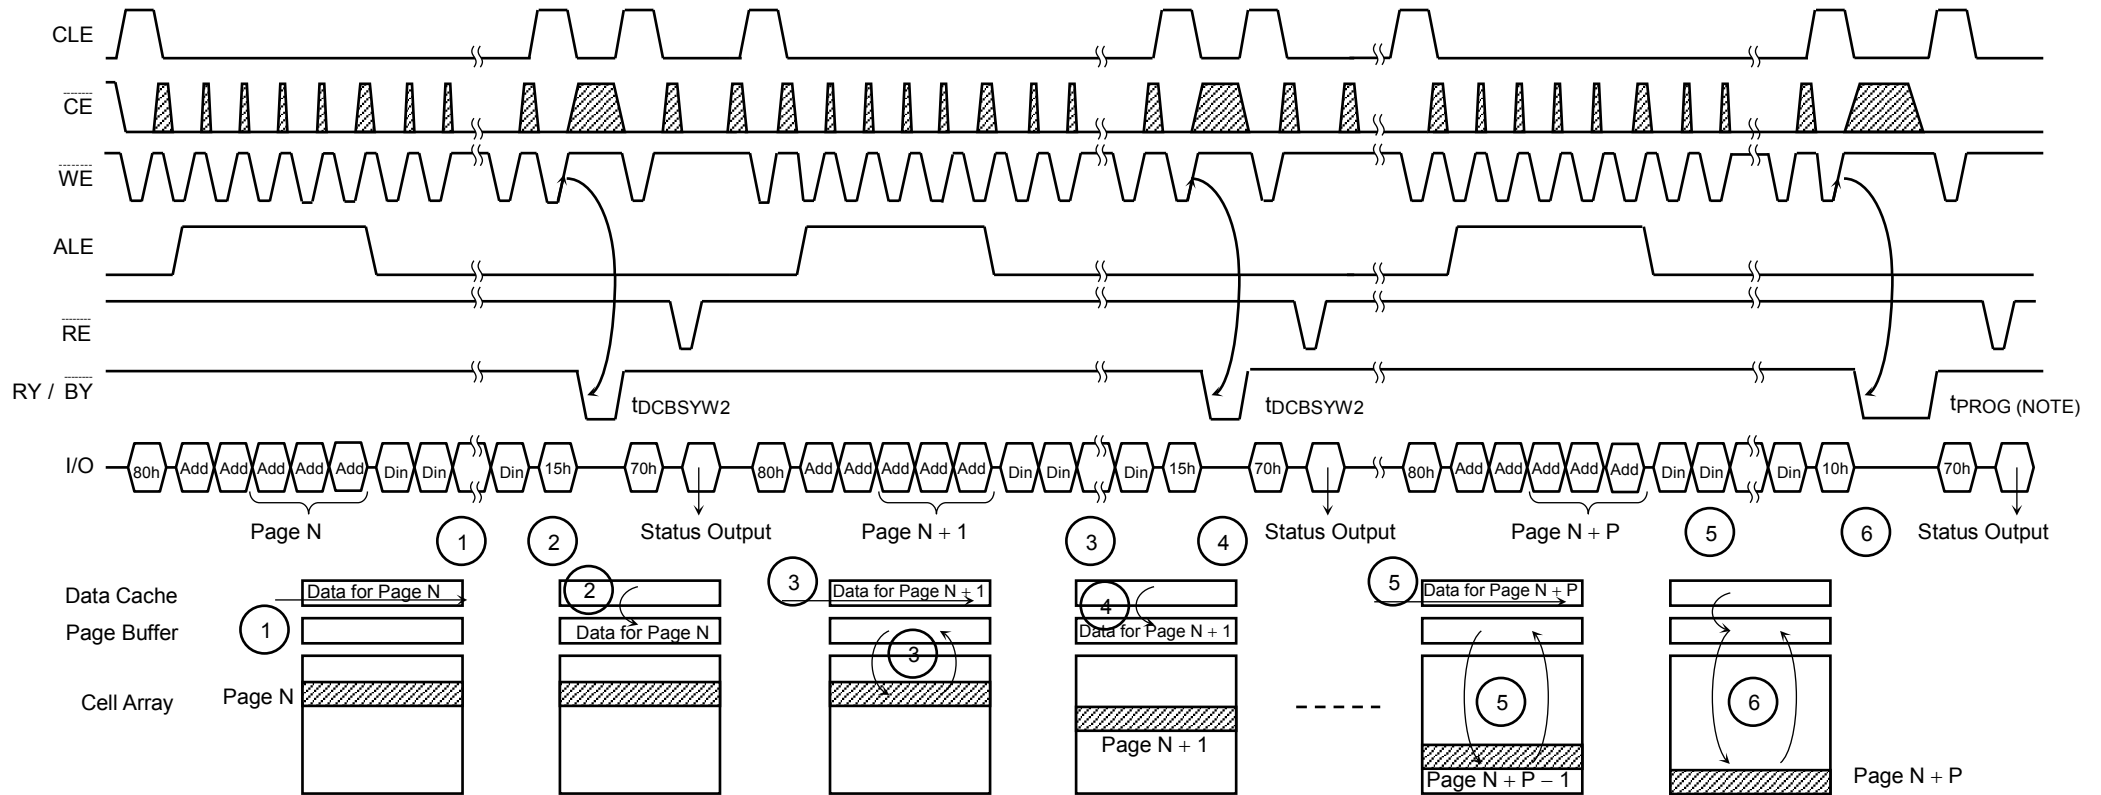 CLE
CE
WE
ALE
RE
RY / BY
tDCBSYW2
tDCBSYW2
tPROG (NOTE)
I/O 80h Add Add Add Add Add Din Din Din 15h 70h 80h Add Add Add Add Add Din Din Din 15h 70h 80h Add Add Add Add Add Din Din Din 10h 70h
Page N 1 2 Status Output Page N + 1 3 4 Status Output Page N + P 5 6 Status Output
Data Cache Data for Page N 2 3 Data for Page N + 1 4 5 Data for Page N + P
1 Page Buffer Data for Page N 3 Data for Page N + 1
Cell Array Page N 5 6
Page N + 1
Page N + P − 1 Page N + P